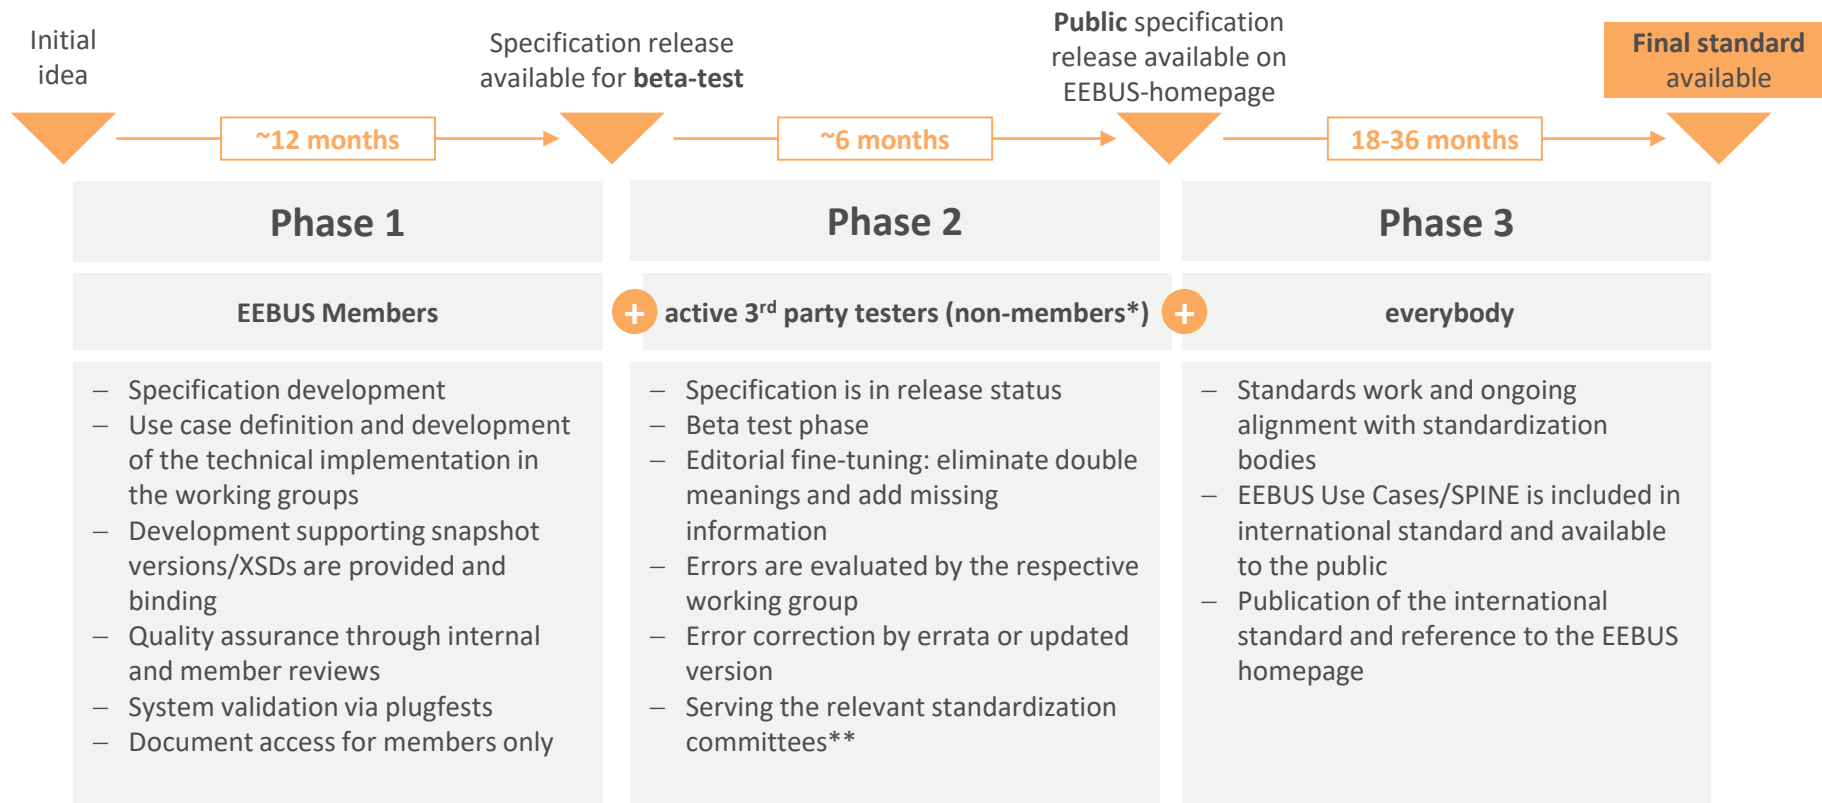 Initial
idea
Specification release
available for beta-test
Public specification
release available on
EEBUS-homepage
Final standard
available
~12 months
~6 months
18-36 months
Phase 1
Phase 2
Phase 3
EEBUS Members
+
active 3rd party testers (non-members*)
+
everybody
– Specification development
– Use case definition and development
of the technical implementation in
the working groups
– Development supporting snapshot
versions/XSDs are provided and
binding
– Quality assurance through internal
and member reviews
– System validation via plugfests
– Document access for members only
– Specification is in release status
– Beta test phase
– Editorial fine-tuning: eliminate double
meanings and add missing
information
– Errors are evaluated by the respective
working group
– Error correction by errata or updated
version
– Serving the relevant standardization
committees**
– Standards work and ongoing
alignment with standardization
bodies
– EEBUS Use Cases/SPINE is included in
international standard and available
to the public
– Publication of the international
standard and reference to the EEBUS
homepage